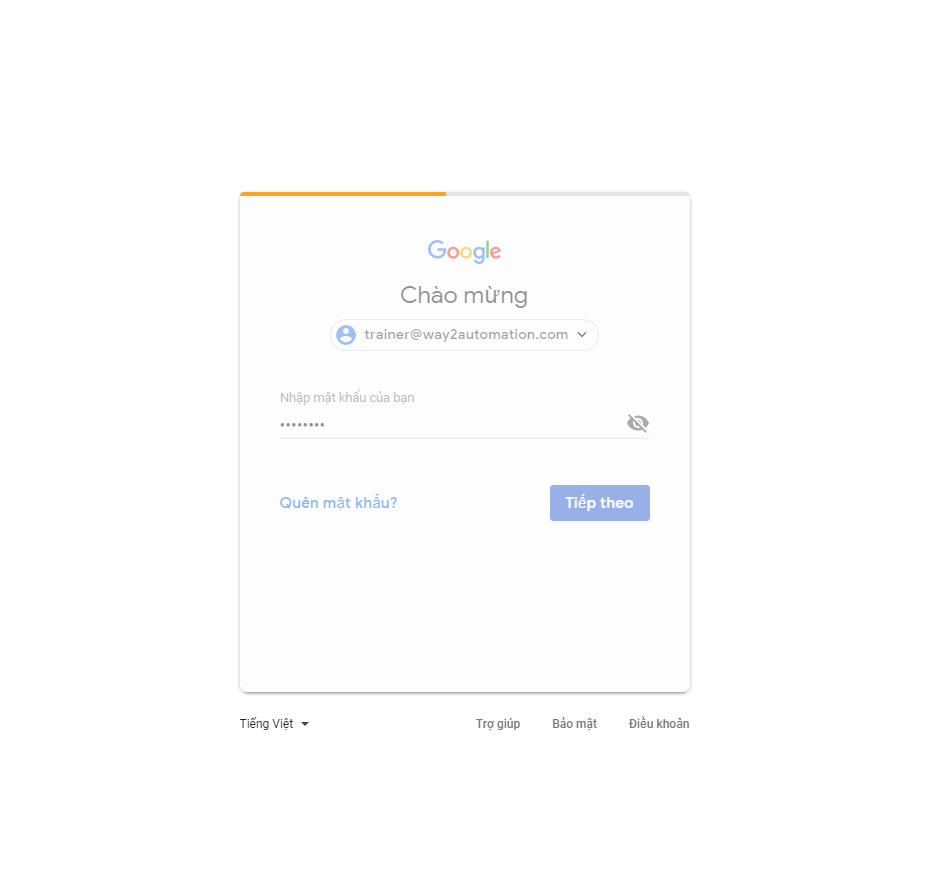 Google
Chào mừng
trainer@way2automation.com
Nhập mật khẩu của bạn
••••••••
Quên mật khẩu?
Tiếp theo
Tiếng Việt
Trợ giúp
Bảo mật
Điều khoản